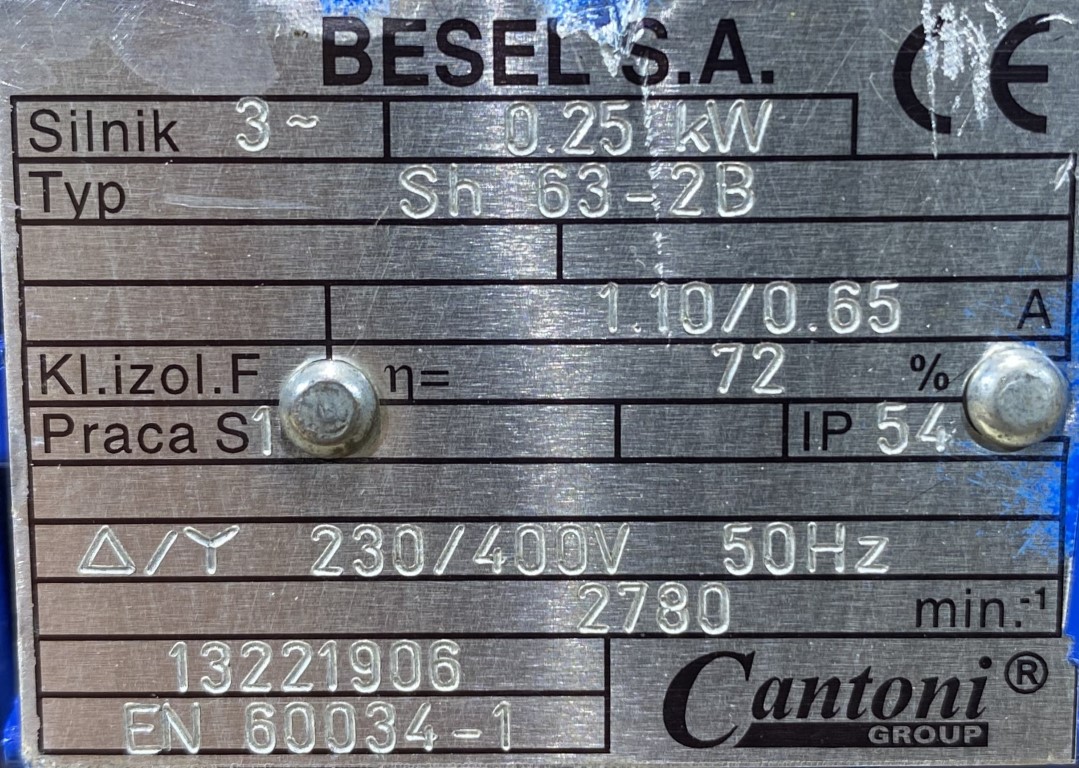 BESEL S.A. CE
Silnik 3~ 0.25 kW
Typ Sh 63-2B
1.10/0.65 A
Kl.izol.F η= 72 %
Praca S1 IP 54
Δ/Y 230/400V 50Hz
2780 min.-1
13221906
EN 60034-1
Cantoni®
GROUP